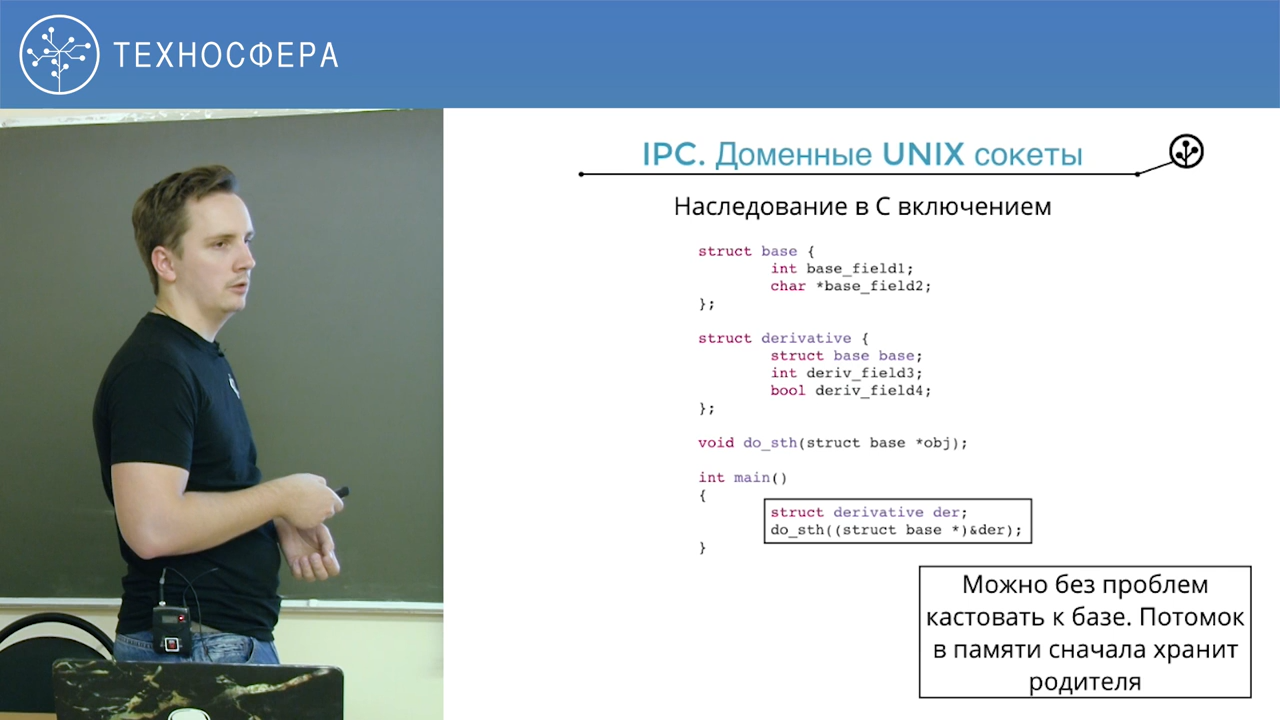 ТЕХНОСФЕРА
IPC. Доменные UNIX сокеты
Наследование в C включением
struct base {
int base_field1;
char *base_field2;
};
struct derivative {
struct base base;
int deriv_field3;
bool deriv_field4;
};
void do_sth(struct base *obj);
int main()
{
struct derivative der;
do_sth((struct base *)&der);
}
Можно без проблем
кастовать к базе. Потомок
в памяти сначала хранит
родителя